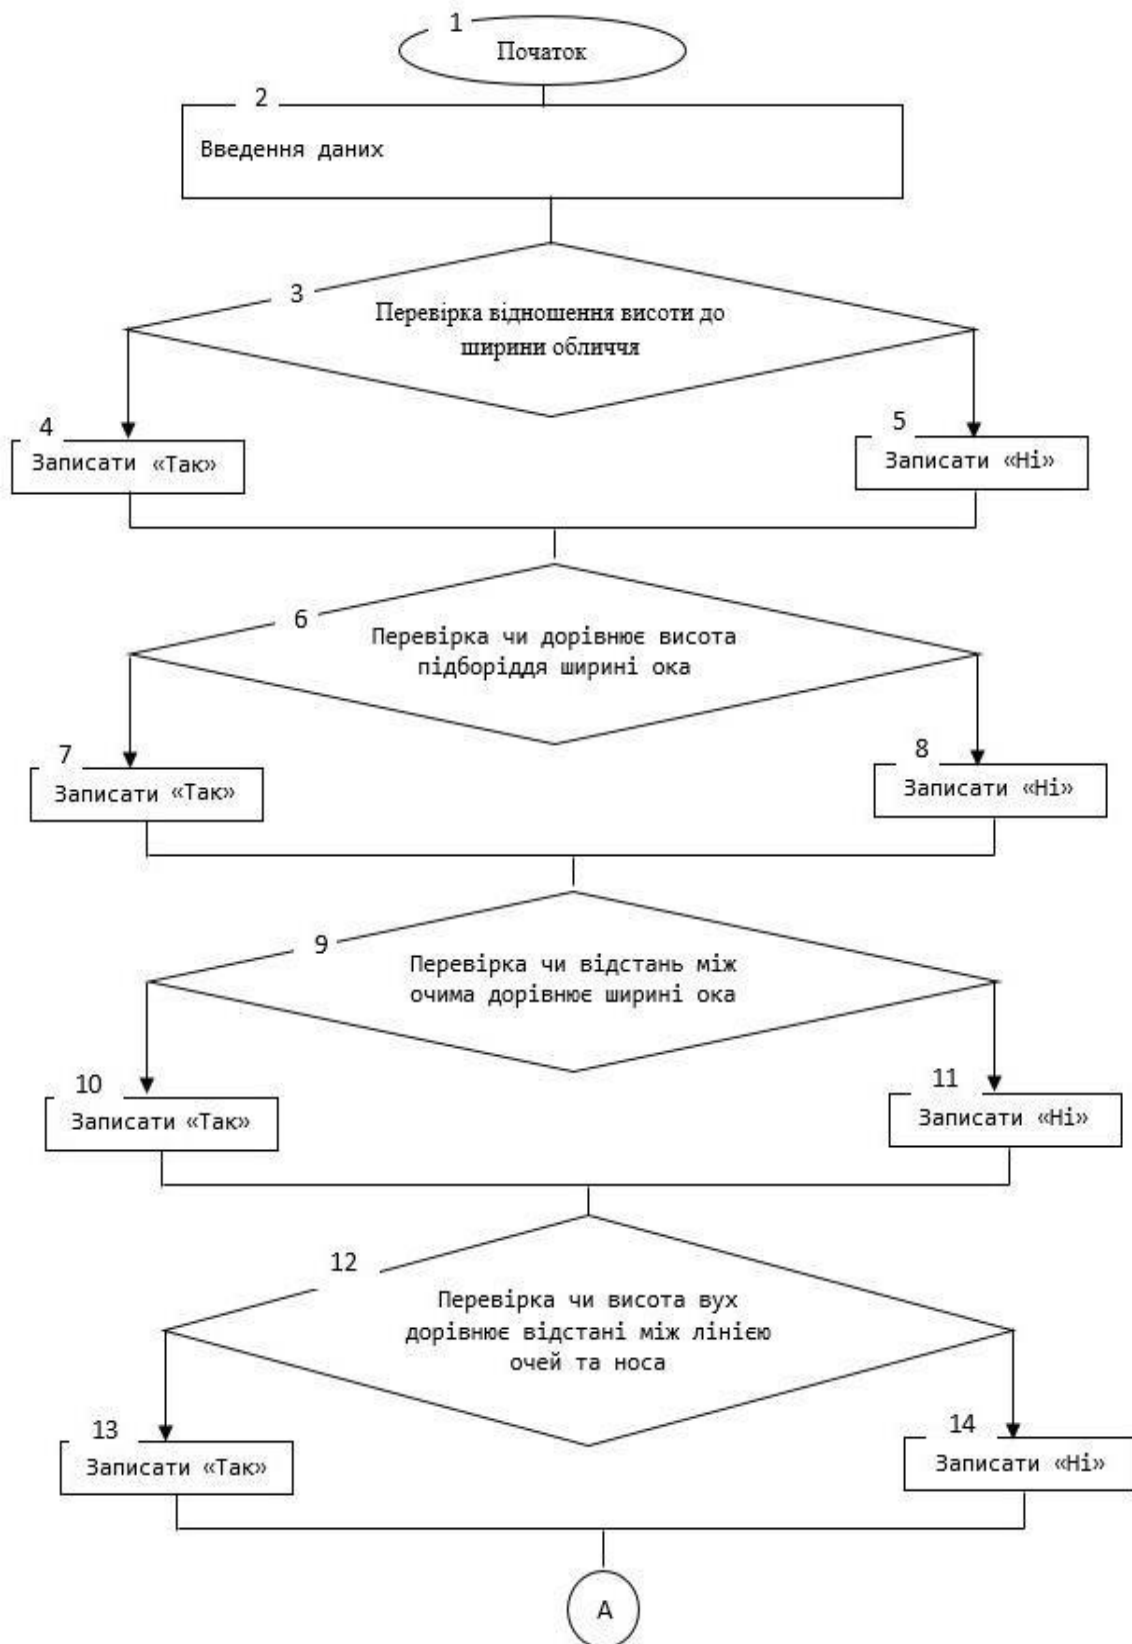 1
Початок
2
Введення даних
3
Перевірка відношення висоти до
ширини обличчя
4
Записати «Так»
5
Записати «Ні»
6
Перевірка чи дорівнює висота
підборіддя ширині ока
7
Записати «Так»
8
Записати «Ні»
9
Перевірка чи відстань між
очима дорівнює ширині ока
10
Записати «Так»
11
Записати «Ні»
12
Перевірка чи висота вух
дорівнює відстані між лінією
очей та носа
13
Записати «Так»
14
Записати «Ні»
А